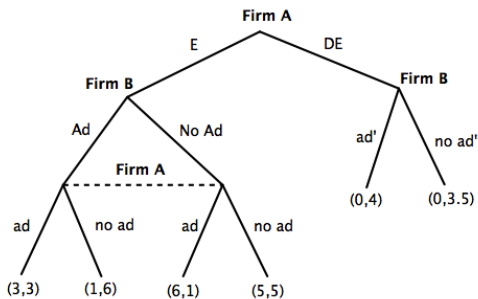 Firm A
E DE
Firm B Firm B
Ad No Ad ad' no ad'
Firm A
(0,4) (0,3.5)
ad no ad ad no ad
(3,3) (1,6) (6,1) (5,5)